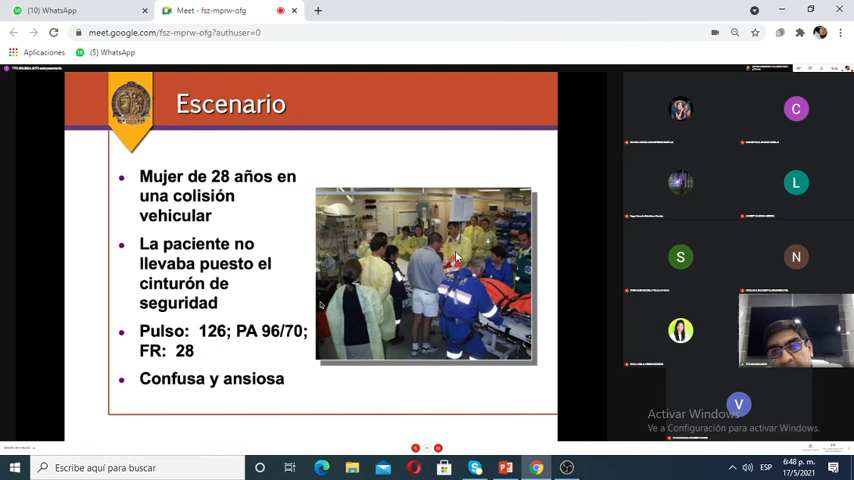 (10) WhatsApp
Meet - fsz-mprw-ofg
meet.google.com/fsz-mprw-ofg?authuser=0
Aplicaciones
(5) WhatsApp
Escenario
Mujer de 28 años en
una colisión
vehicular
La paciente no
llevaba puesto el
cinturón de
seguridad
Pulso: 126; PA 96/70;
FR: 28
Confusa y ansiosa
C
L
S
N
V
Activar Windows
Ve a Configuración para activar Windows.
Escribe aquí para buscar
ESP
6:48 p. m.
17/5/2021